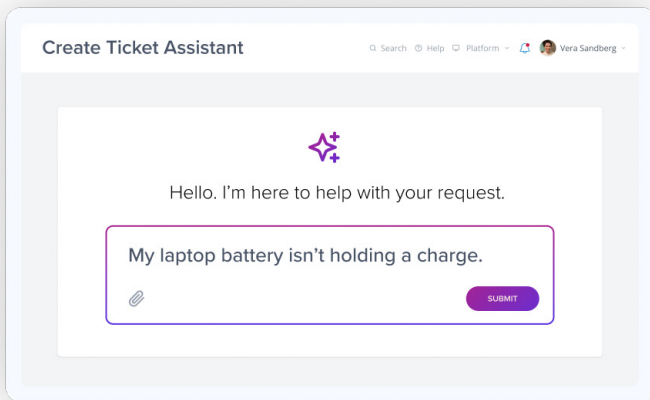 Create Ticket Assistant
Search Help Platform Vera Sandberg
Hello. I'm here to help with your request.
My laptop battery isn't holding a charge.
SUBMIT